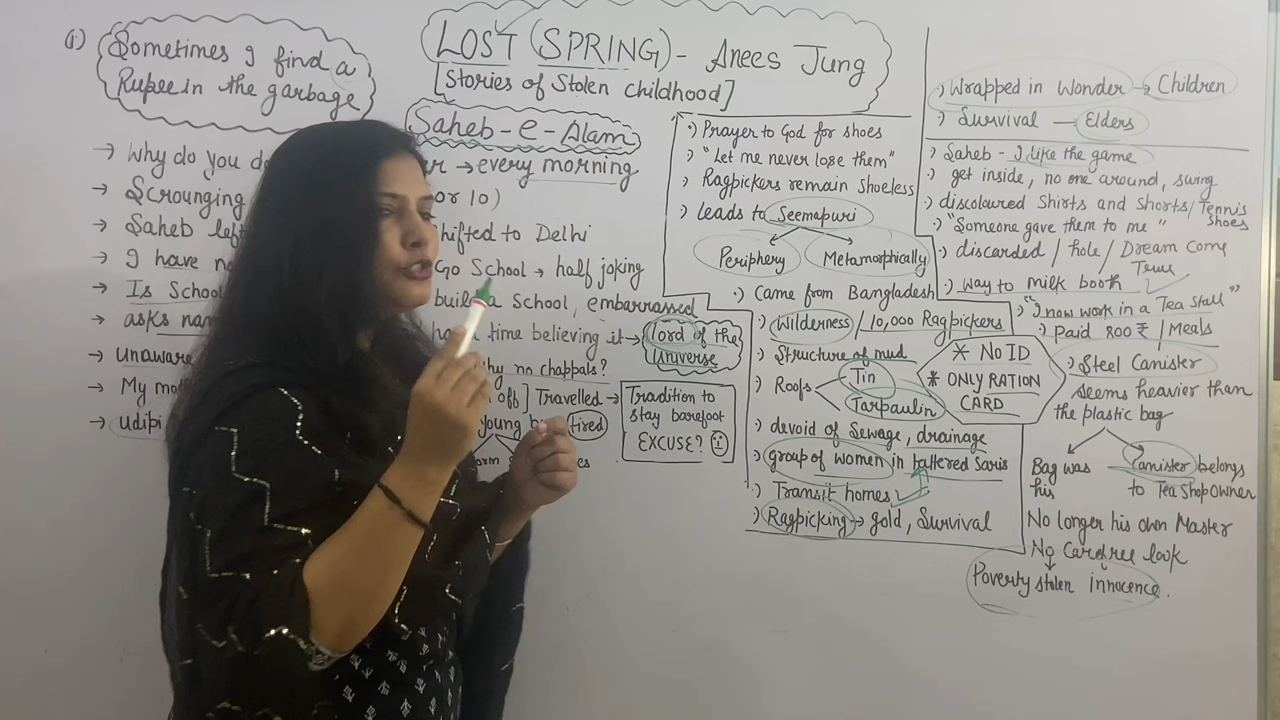 (1)
Sometimes I find a
Rupee in the garbage
LOST (SPRING) - Anees Jung
[Stories of Stolen childhood]
Saheb-e-Alam
→ Why do you do
→ every morning
→ Scrounging
or 10)
→ Saheb left
Shifted to Delhi
→ I have no
Go School → half joking
→ Is School
build a School, embarrassed
→ asks nam
time believing it →
lord of the
Universe
→ Unaware
why no chappals?
→ My mot
off] Travelled →
→ udipi
young b
tired
Tradition to
stay barefoot
EXCUSE?
·) Prayer to God for shoes
·) "Let me never lose them"
·) Ragpickers remain shoeless
·) leads to Seemapuri
Periphery
Metamorphically
·) Came from Bangladesh
·) Wilderness / 10,000 Ragpickers
·) Structure of mud
·) Roofs
Tin
Tarpaulin
* NO ID
* ONLY RATION
CARD
·) devoid of Sewage, drainage
·) group of women in tattered Saris
·) Transit homes
·) Ragpicking → gold, Survival
·) Wrapped in Wonder → Children
·) Survival — Elders
·) Saheb - I like the game
·) get inside, no one around, swing
·) discoloured Shirts and Shorts/Tennis
Shoes
·) "Someone gave them to me"
·) discarded / hole / Dream Come
True
·) way to milk booth
·) "I now work in a Tea Stall"
·) paid 800 ₹ / Meals
·) Steel Canister
seems heavier than
the plastic bag
Bag was
his
Canister belongs
to Tea Shop OWNER
No longer his own Master
No Carefree look
Poverty stolen innocence.